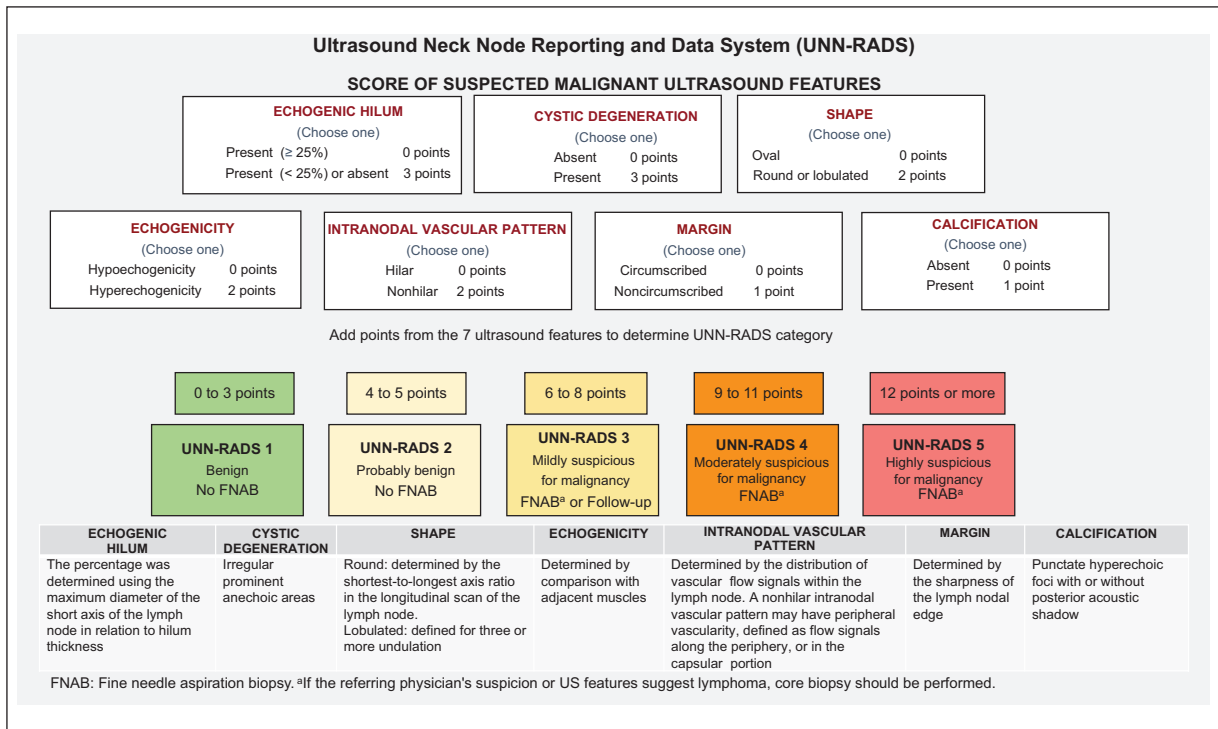 Ultrasound Neck Node Reporting and Data System (UNN-RADS)
SCORE OF SUSPECTED MALIGNANT ULTRASOUND FEATURES
ECHOGENIC HILUM
(Choose one)
Present (≥ 25%) 0 points
Present (< 25%) or absent 3 points
CYSTIC DEGENERATION
(Choose one)
Absent 0 points
Present 3 points
SHAPE
(Choose one)
Oval 0 points
Round or lobulated 2 points
ECHOGENICITY
(Choose one)
Hypoechogenicity 0 points
Hyperechogenicity 2 points
INTRANODAL VASCULAR PATTERN
(Choose one)
Hilar 0 points
Nonhilar 2 points
MARGIN
(Choose one)
Circumscribed 0 points
Noncircumscribed 1 point
CALCIFICATION
(Choose one)
Absent 0 points
Present 1 point
Add points from the 7 ultrasound features to determine UNN-RADS category
0 to 3 points
4 to 5 points
6 to 8 points
9 to 11 points
12 points or more
UNN-RADS 1
Benign
No FNAB
UNN-RADS 2
Probably benign
No FNAB
UNN-RADS 3
Mildly suspicious
for malignancy
FNABᵃ or Follow-up
UNN-RADS 4
Moderately suspicious
for malignancy
FNABᵃ
UNN-RADS 5
Highly suspicious
for malignancy
FNABᵃ
ECHOGENIC
HILUM
The percentage was
determined using the
maximum diameter of the
short axis of the lymph
node in relation to hilum
thickness
CYSTIC
DEGENERATION
Irregular
prominent
anechoic areas
SHAPE
Round: determined by the
shortest-to-longest axis ratio
in the longitudinal scan of the
lymph node.
Lobulated: defined for three or
more undulation
ECHOGENICITY
Determined by
comparison with
adjacent muscles
INTRANODAL VASCULAR
PATTERN
Determined by the distribution of
vascular flow signals within the
lymph node. A nonhilar intranodal
vascular pattern may have peripheral
vascularity, defined as flow signals
along the periphery, or in the
capsular portion
MARGIN
Determined by
the sharpness of
the lymph nodal
edge
CALCIFICATION
Punctate hyperechoic
foci with or without
posterior acoustic
shadow
FNAB: Fine needle aspiration biopsy. ᵃIf the referring physician's suspicion or US features suggest lymphoma, core biopsy should be performed.